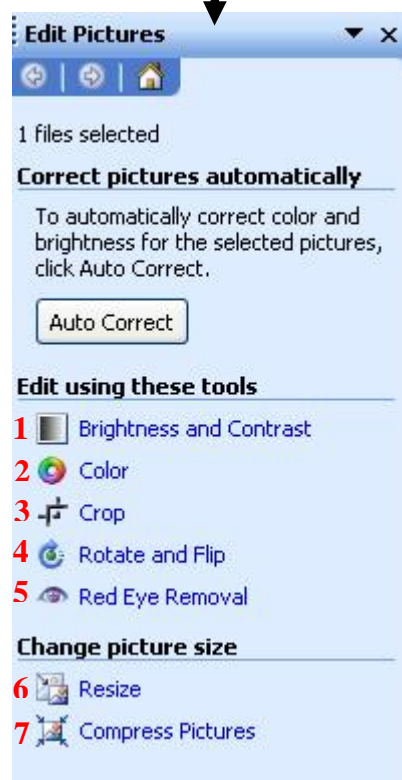 Edit Pictures
1 files selected
Correct pictures automatically
To automatically correct color and
brightness for the selected pictures,
click Auto Correct.
Auto Correct
Edit using these tools
1 Brightness and Contrast
2 Color
3 Crop
4 Rotate and Flip
5 Red Eye Removal
Change picture size
6 Resize
7 Compress Pictures